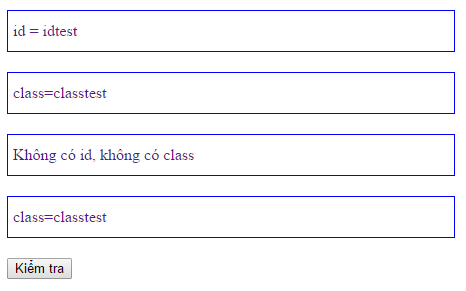 id = idtest
class=classtest
Không có id, không có class
class=classtest
Kiểm tra